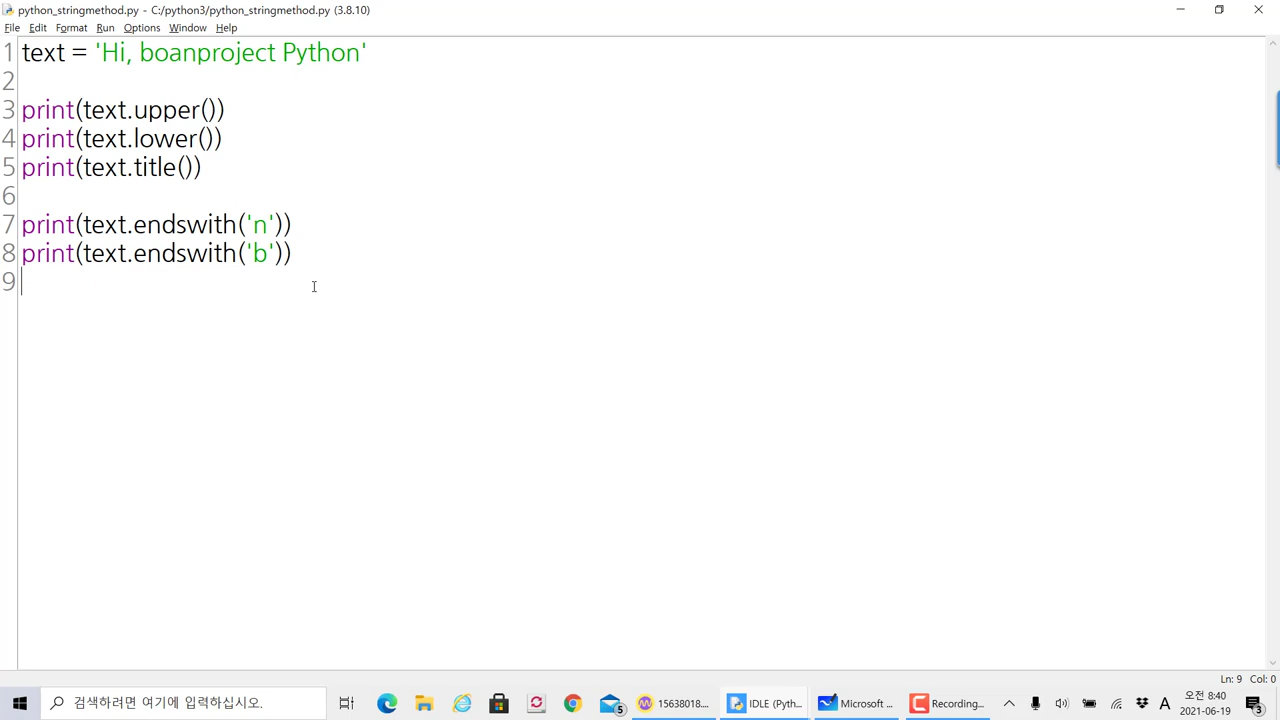 python_stringmethod.py - C:/python3/python_stringmethod.py (3.8.10)
File Edit Format Run Options Window Help
1 text = 'Hi, boanproject Python'
2
3 print(text.upper())
4 print(text.lower())
5 print(text.title())
6
7 print(text.endswith('n'))
8 print(text.endswith('b'))
9
Ln: 9 Col: 0
검색하려면 여기에 입력하십시오.
5
15638018....
IDLE (Pyth...
Microsoft ...
Recording...
A
오전 8:40
2021-06-19
3